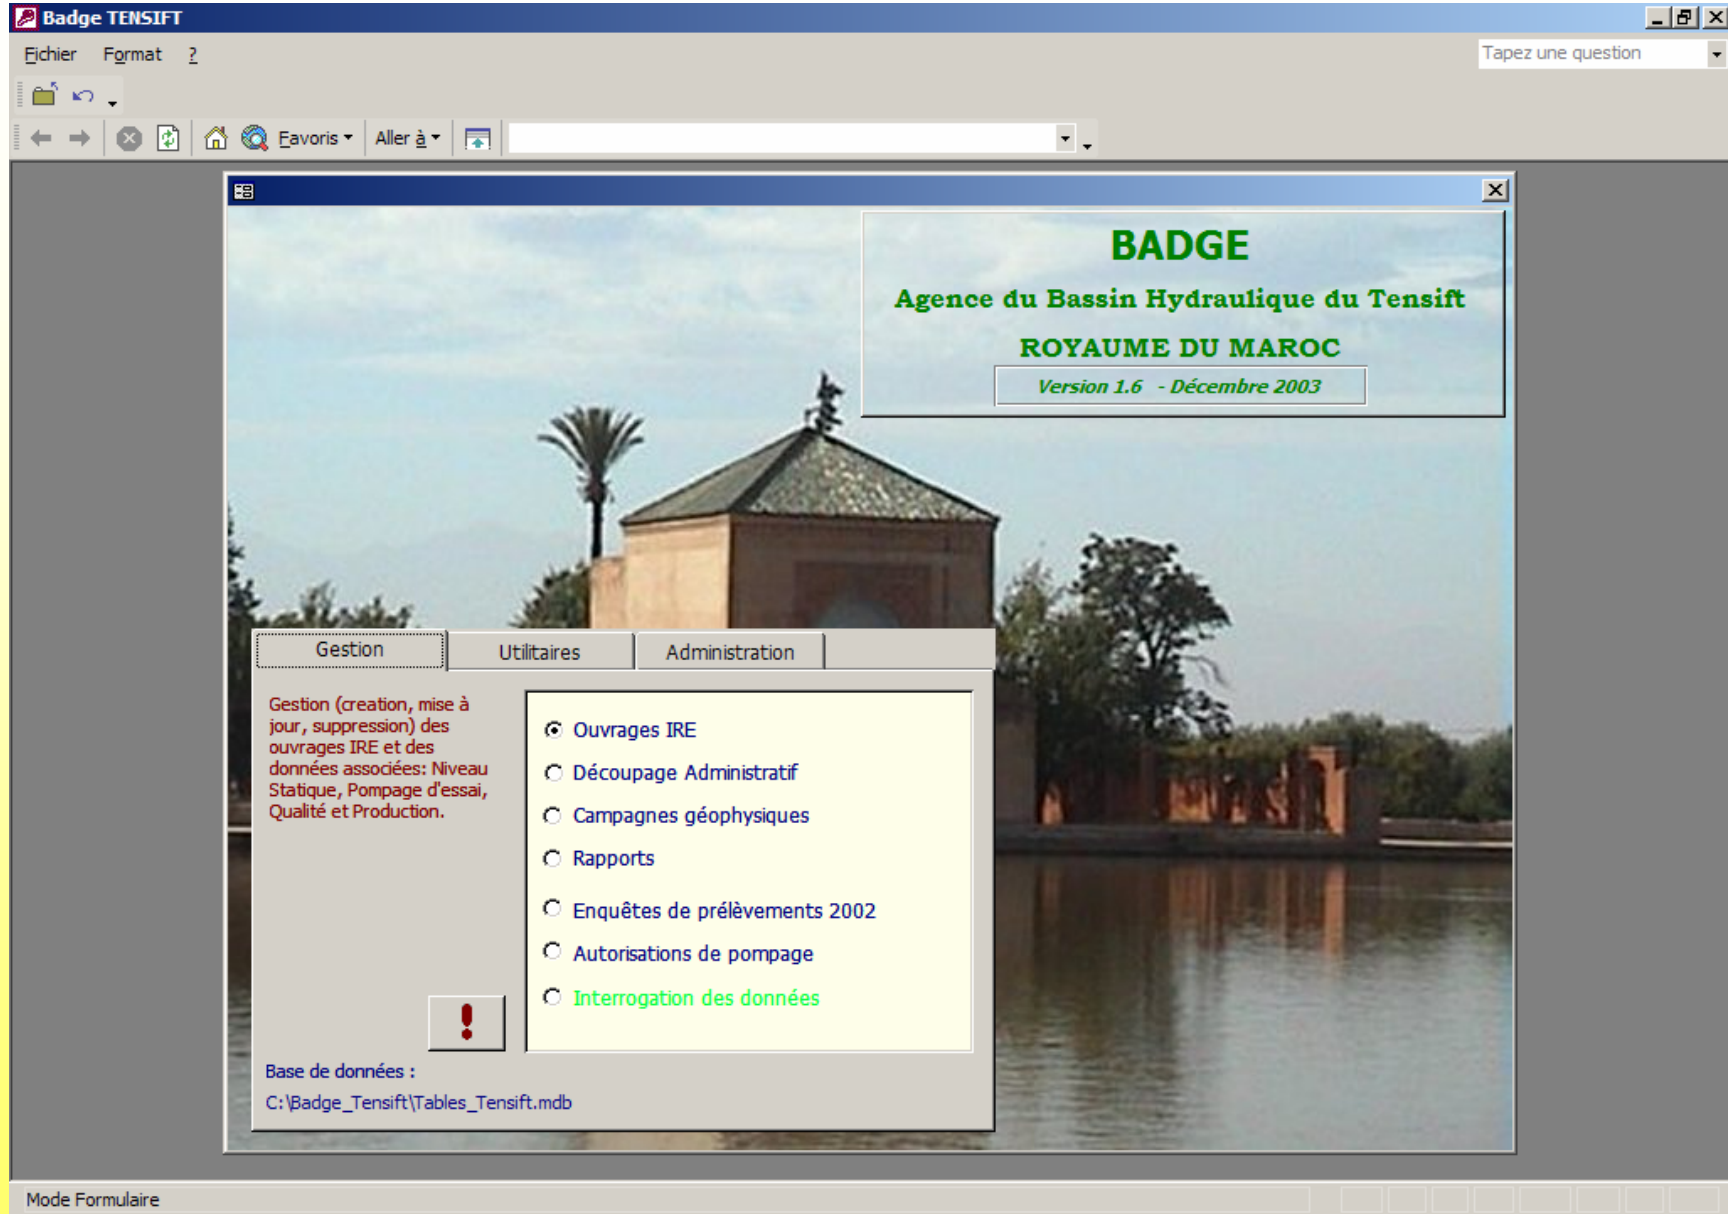 Badge TENSIFT
Fichier Format ?
Tapez une question
Favoris Aller à
BADGE
Agence du Bassin Hydraulique du Tensift
ROYAUME DU MAROC
Version 1.6 - Décembre 2003
Gestion Utilitaires Administration
Gestion (creation, mise à
jour, suppression) des
ouvrages IRE et des
données associées: Niveau
Statique, Pompage d'essai,
Qualité et Production.
Ouvrages IRE
Découpage Administratif
Campagnes géophysiques
Rapports
Enquêtes de prélèvements 2002
Autorisations de pompage
Interrogation des données
!
Base de données :
C:\Badge_Tensift\Tables_Tensift.mdb
Mode Formulaire